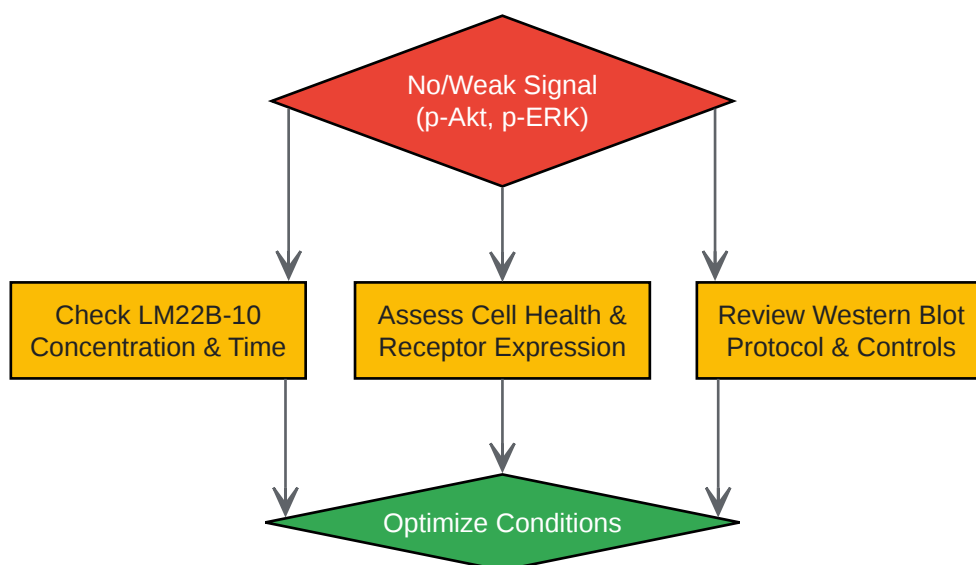 No/Weak Signal
(p-Akt, p-ERK)
Check LM22B-10
Concentration & Time
Assess Cell Health &
Receptor Expression
Review Western Blot
Protocol & Controls
Optimize Conditions